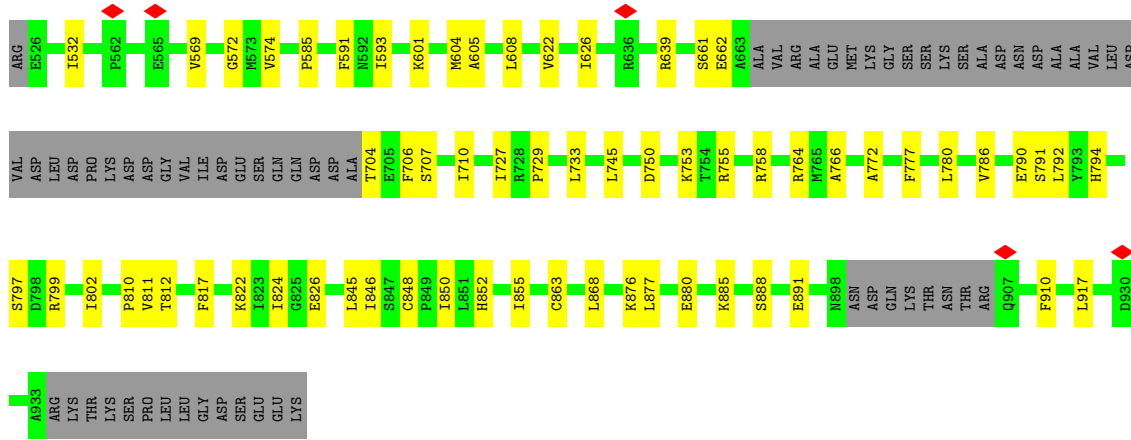 ARG E526 I532 P562 E565 V569 G572 M573 V574 P585 F591 N592 I593 K601 M604 A605 L608 V622 I626 R636 R639 S661 E662 A663 ALA VAL ARG ALA GLU MET LYS GLY SER SER LYS SER ALA ASP ASN ASP ALA ALA VAL LEU ASP
VAL ASP LEU ASP PRO LYS ASP ASP GLY VAL ILE ASP GLU SER GLN GLN ASP ASP ALA T704 E705 F706 S707 I710 I727 R728 P729 L733 L745 D750 K753 T754 R755 R758 R764 M765 A766 A772 F777 L780 V786 E790 S791 L792 Y793 H794
S797 D798 R799 I802 P810 V811 T812 F817 K822 I823 I824 G825 E826 L845 I846 S847 C848 P849 I850 L851 H852 I855 C863 L868 K876 L877 E880 K885 S888 E891 N898 ASN ASP GLN LYS THR ASN THR ARG Q907 F910 L917 D930
A933 ARG LYS THR LYS SER PRO LEU LEU GLY ASP SER GLU GLU LYS